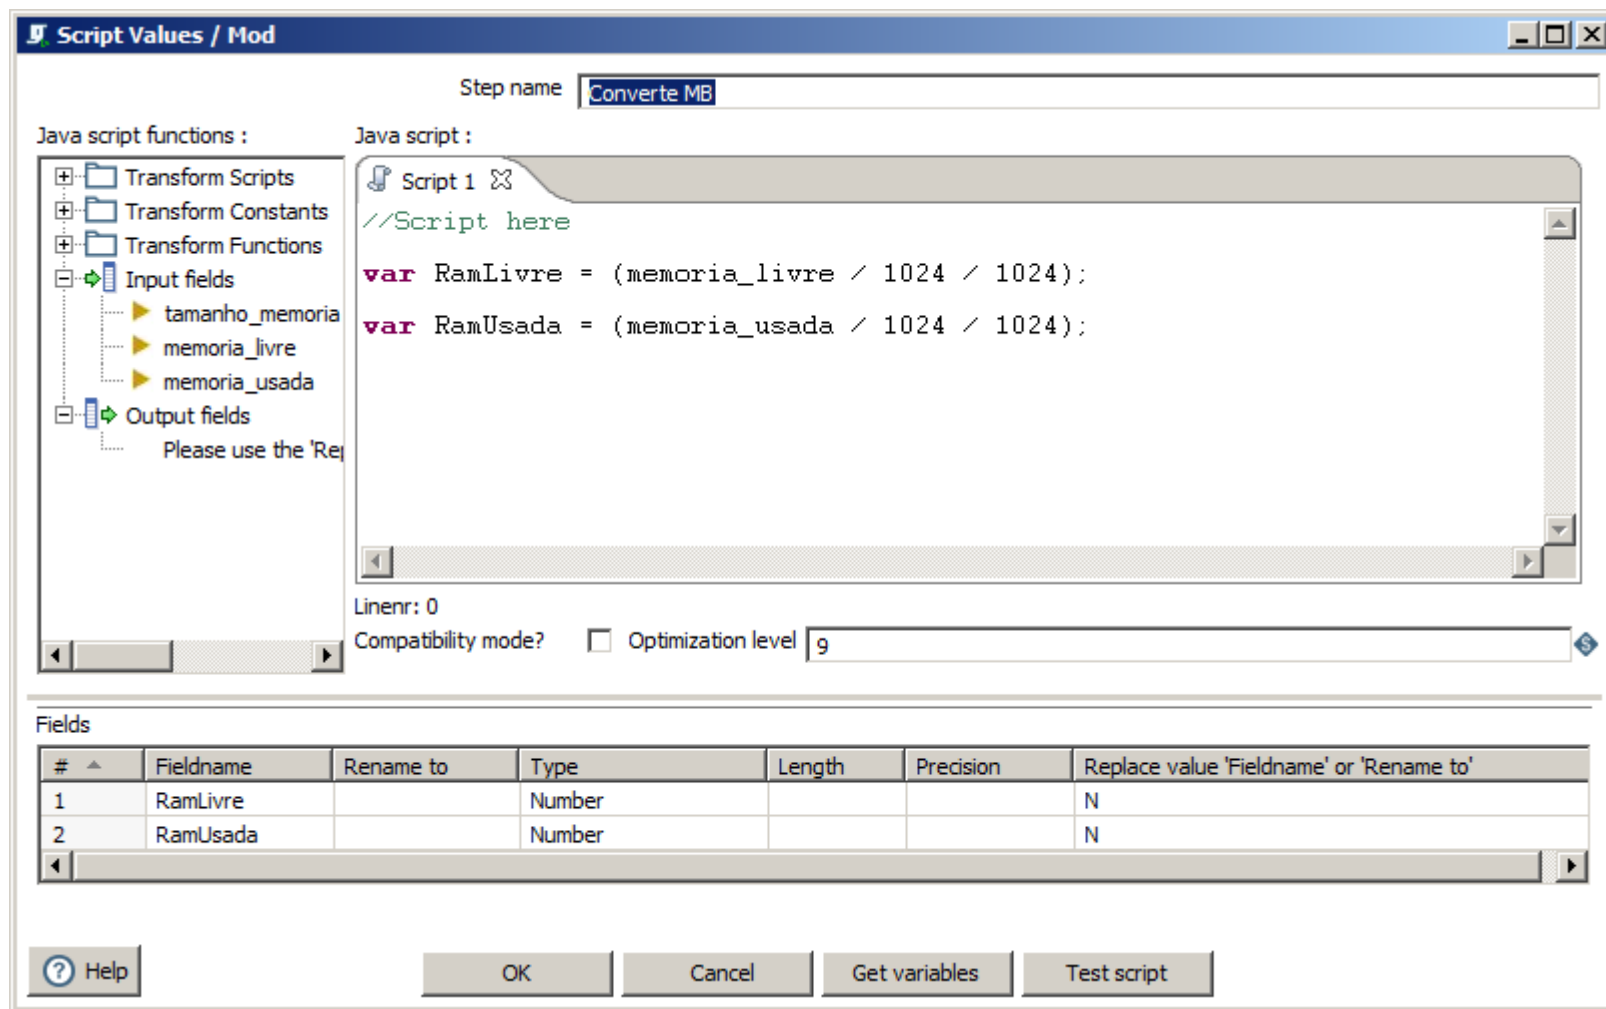 Script Values / Mod
Step name Converte MB
Java script functions :
Java script :
Transform Scripts
Transform Constants
Transform Functions
Input fields
tamanho_memoria
memoria_livre
memoria_usada
Output fields
Please use the 'Rep
Script 1
//Script here
var RamLivre = (memoria_livre / 1024 / 1024);
var RamUsada = (memoria_usada / 1024 / 1024);
Linenr: 0
Compatibility mode? Optimization level 9
Fields
# Fieldname Rename to Type Length Precision Replace value 'Fieldname' or 'Rename to'
1 RamLivre Number N
2 RamUsada Number N
Help OK Cancel Get variables Test script